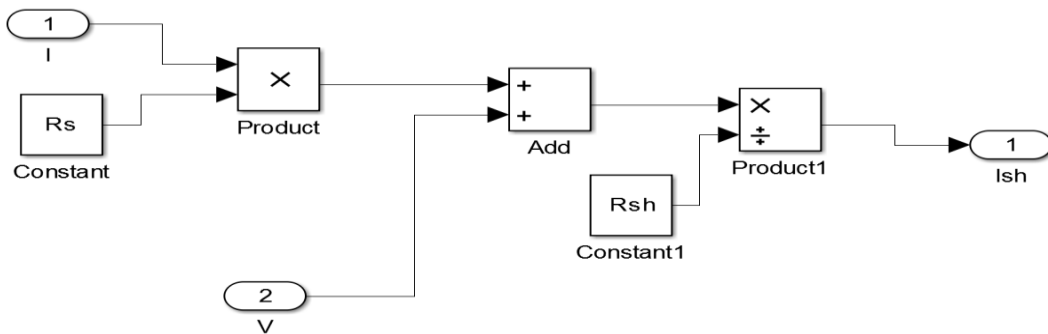 1
I
Rs
Constant
×
Product
+
+
Add
×
÷
Product1
Rsh
Constant1
1
Ish
2
V